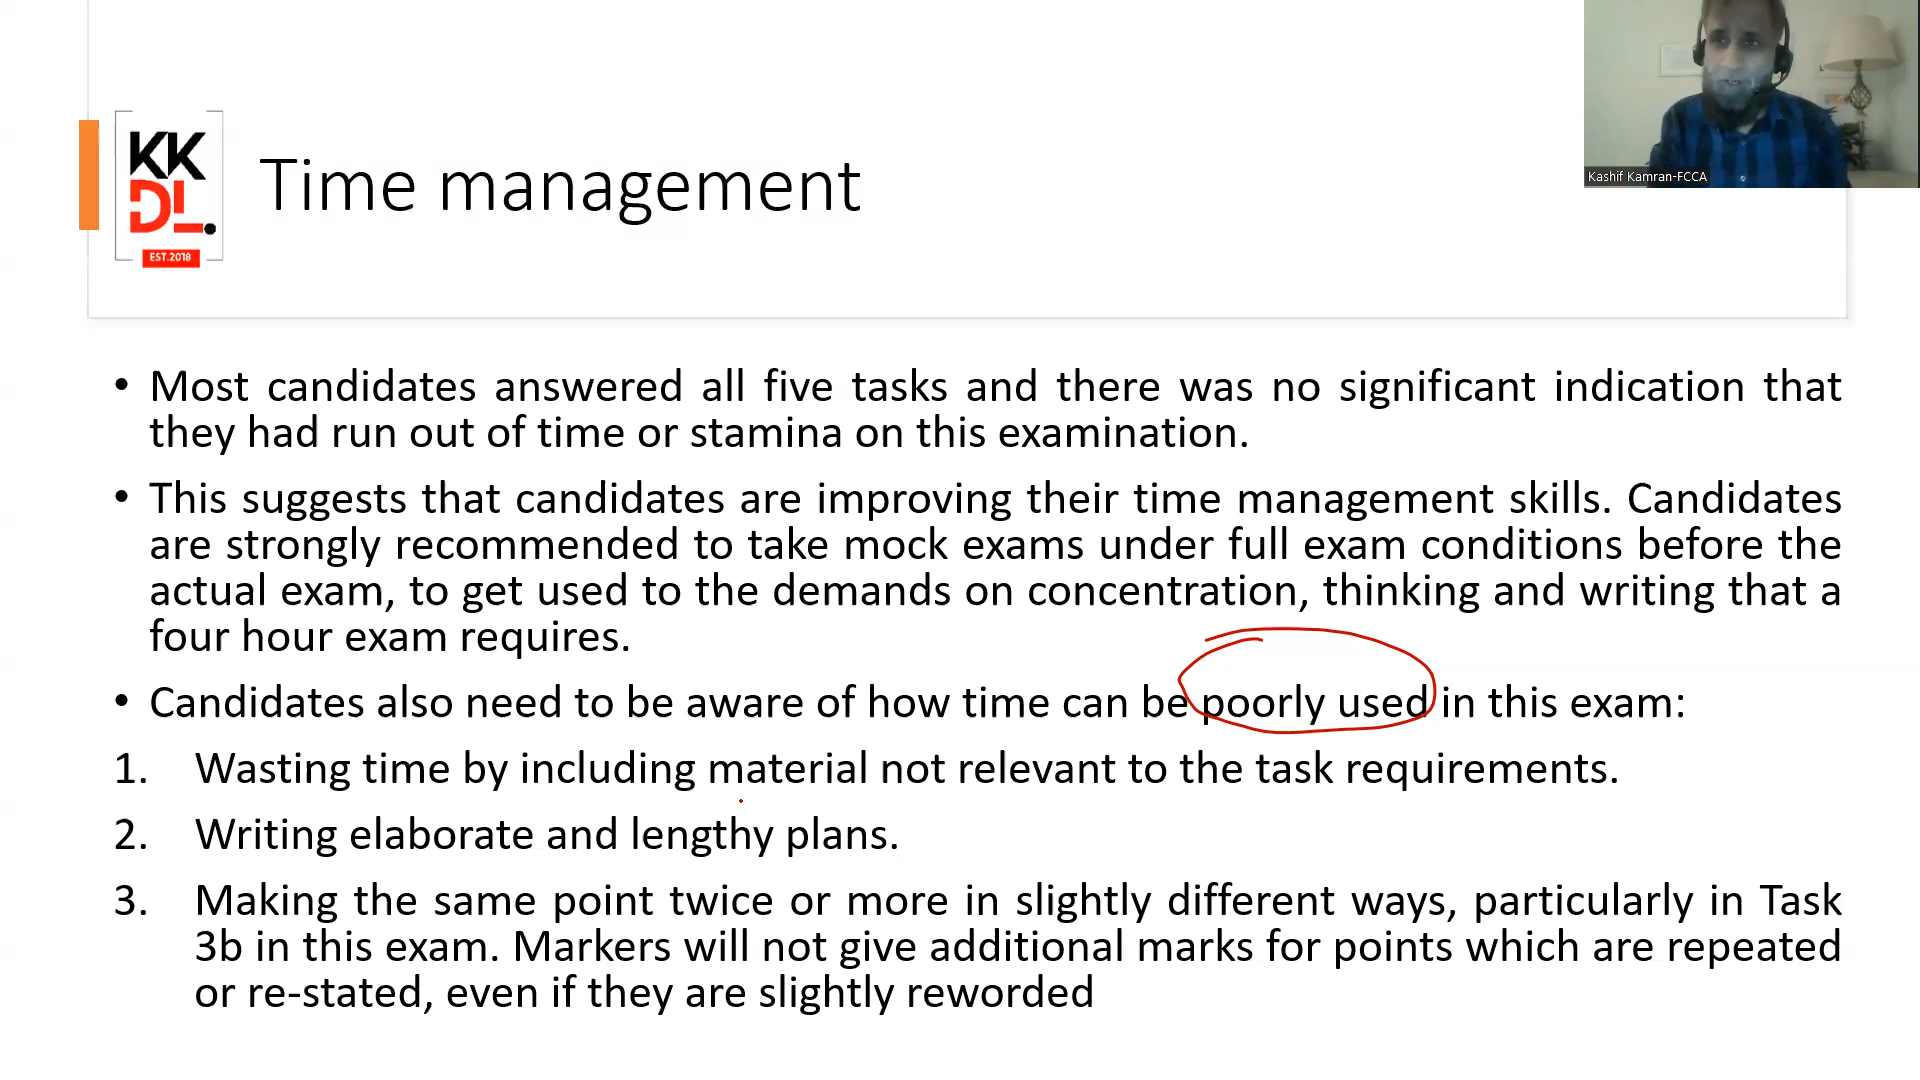 Kashif Kamran-FCCA
KK
DL.
EST.2018
Time management
• Most candidates answered all five tasks and there was no significant indication that
they had run out of time or stamina on this examination.
• This suggests that candidates are improving their time management skills. Candidates
are strongly recommended to take mock exams under full exam conditions before the
actual exam, to get used to the demands on concentration, thinking and writing that a
four hour exam requires.
• Candidates also need to be aware of how time can be poorly used in this exam:
1. Wasting time by including material not relevant to the task requirements.
2. Writing elaborate and lengthy plans.
3. Making the same point twice or more in slightly different ways, particularly in Task
3b in this exam. Markers will not give additional marks for points which are repeated
or re-stated, even if they are slightly reworded